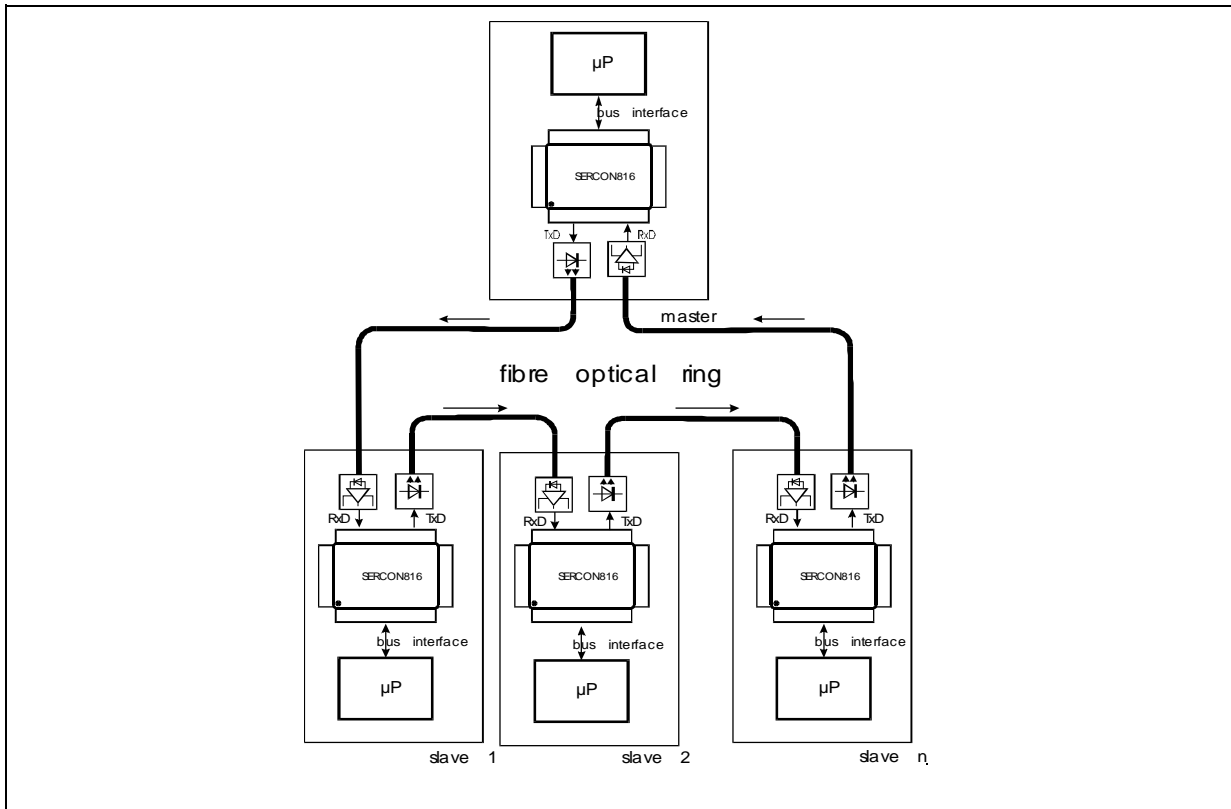 µP
bus interface
SERCON816
TxD RxD
master
fibre optical ring
RxD TxD RxD TxD RxD TxD
SERCON816 SERCON816 SERCON816
bus interface bus interface bus interface
µP µP µP
slave 1 slave 2 slave n